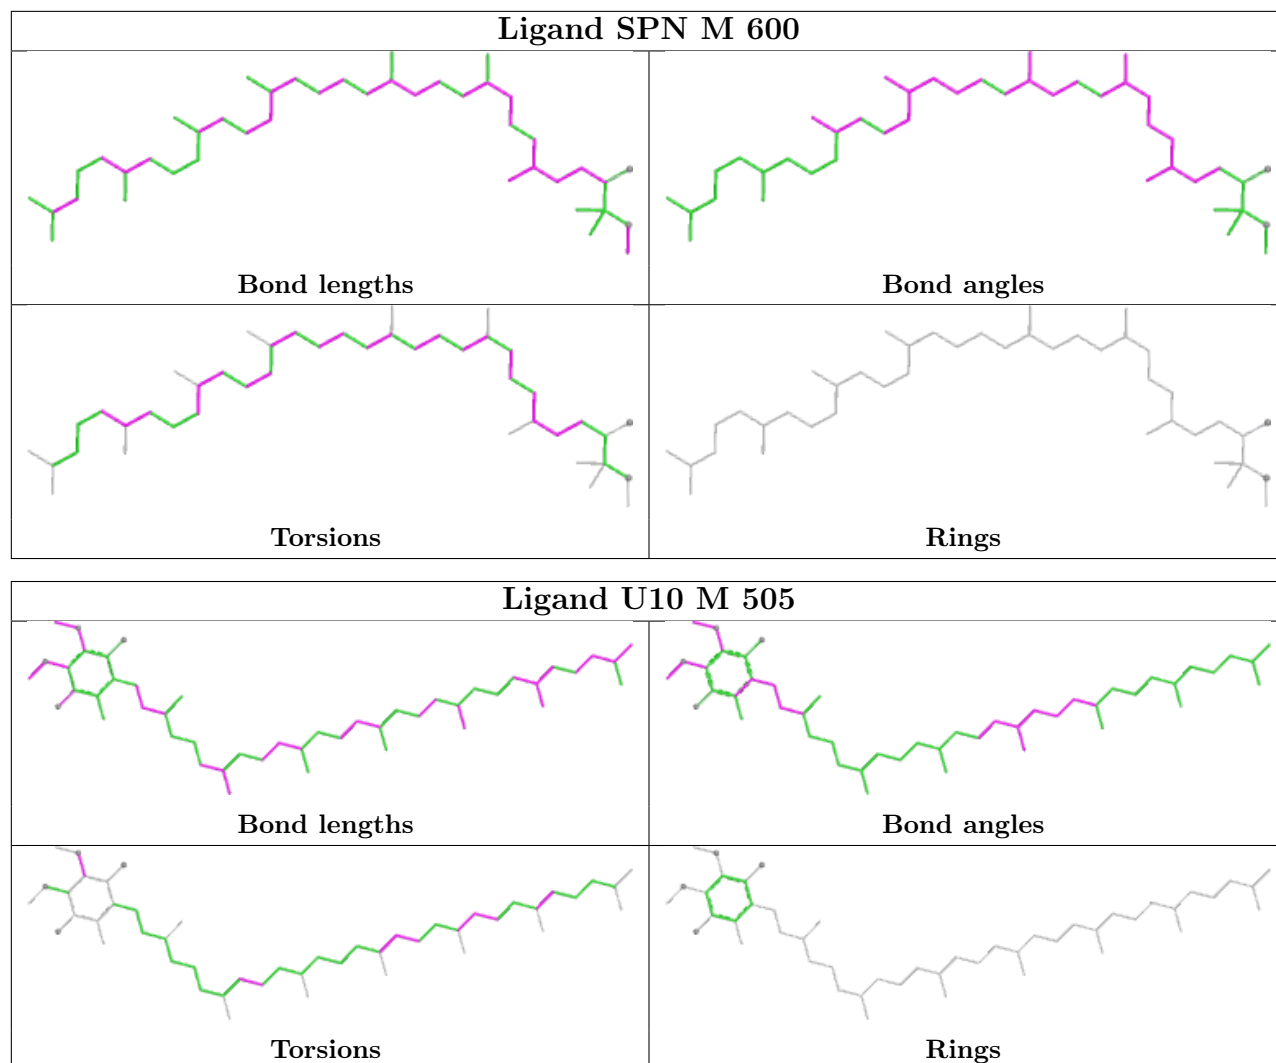 Ligand SPN M 600
Bond lengths
Bond angles
Torsions
Rings
Ligand U10 M 505
Bond lengths
Bond angles
Torsions
Rings